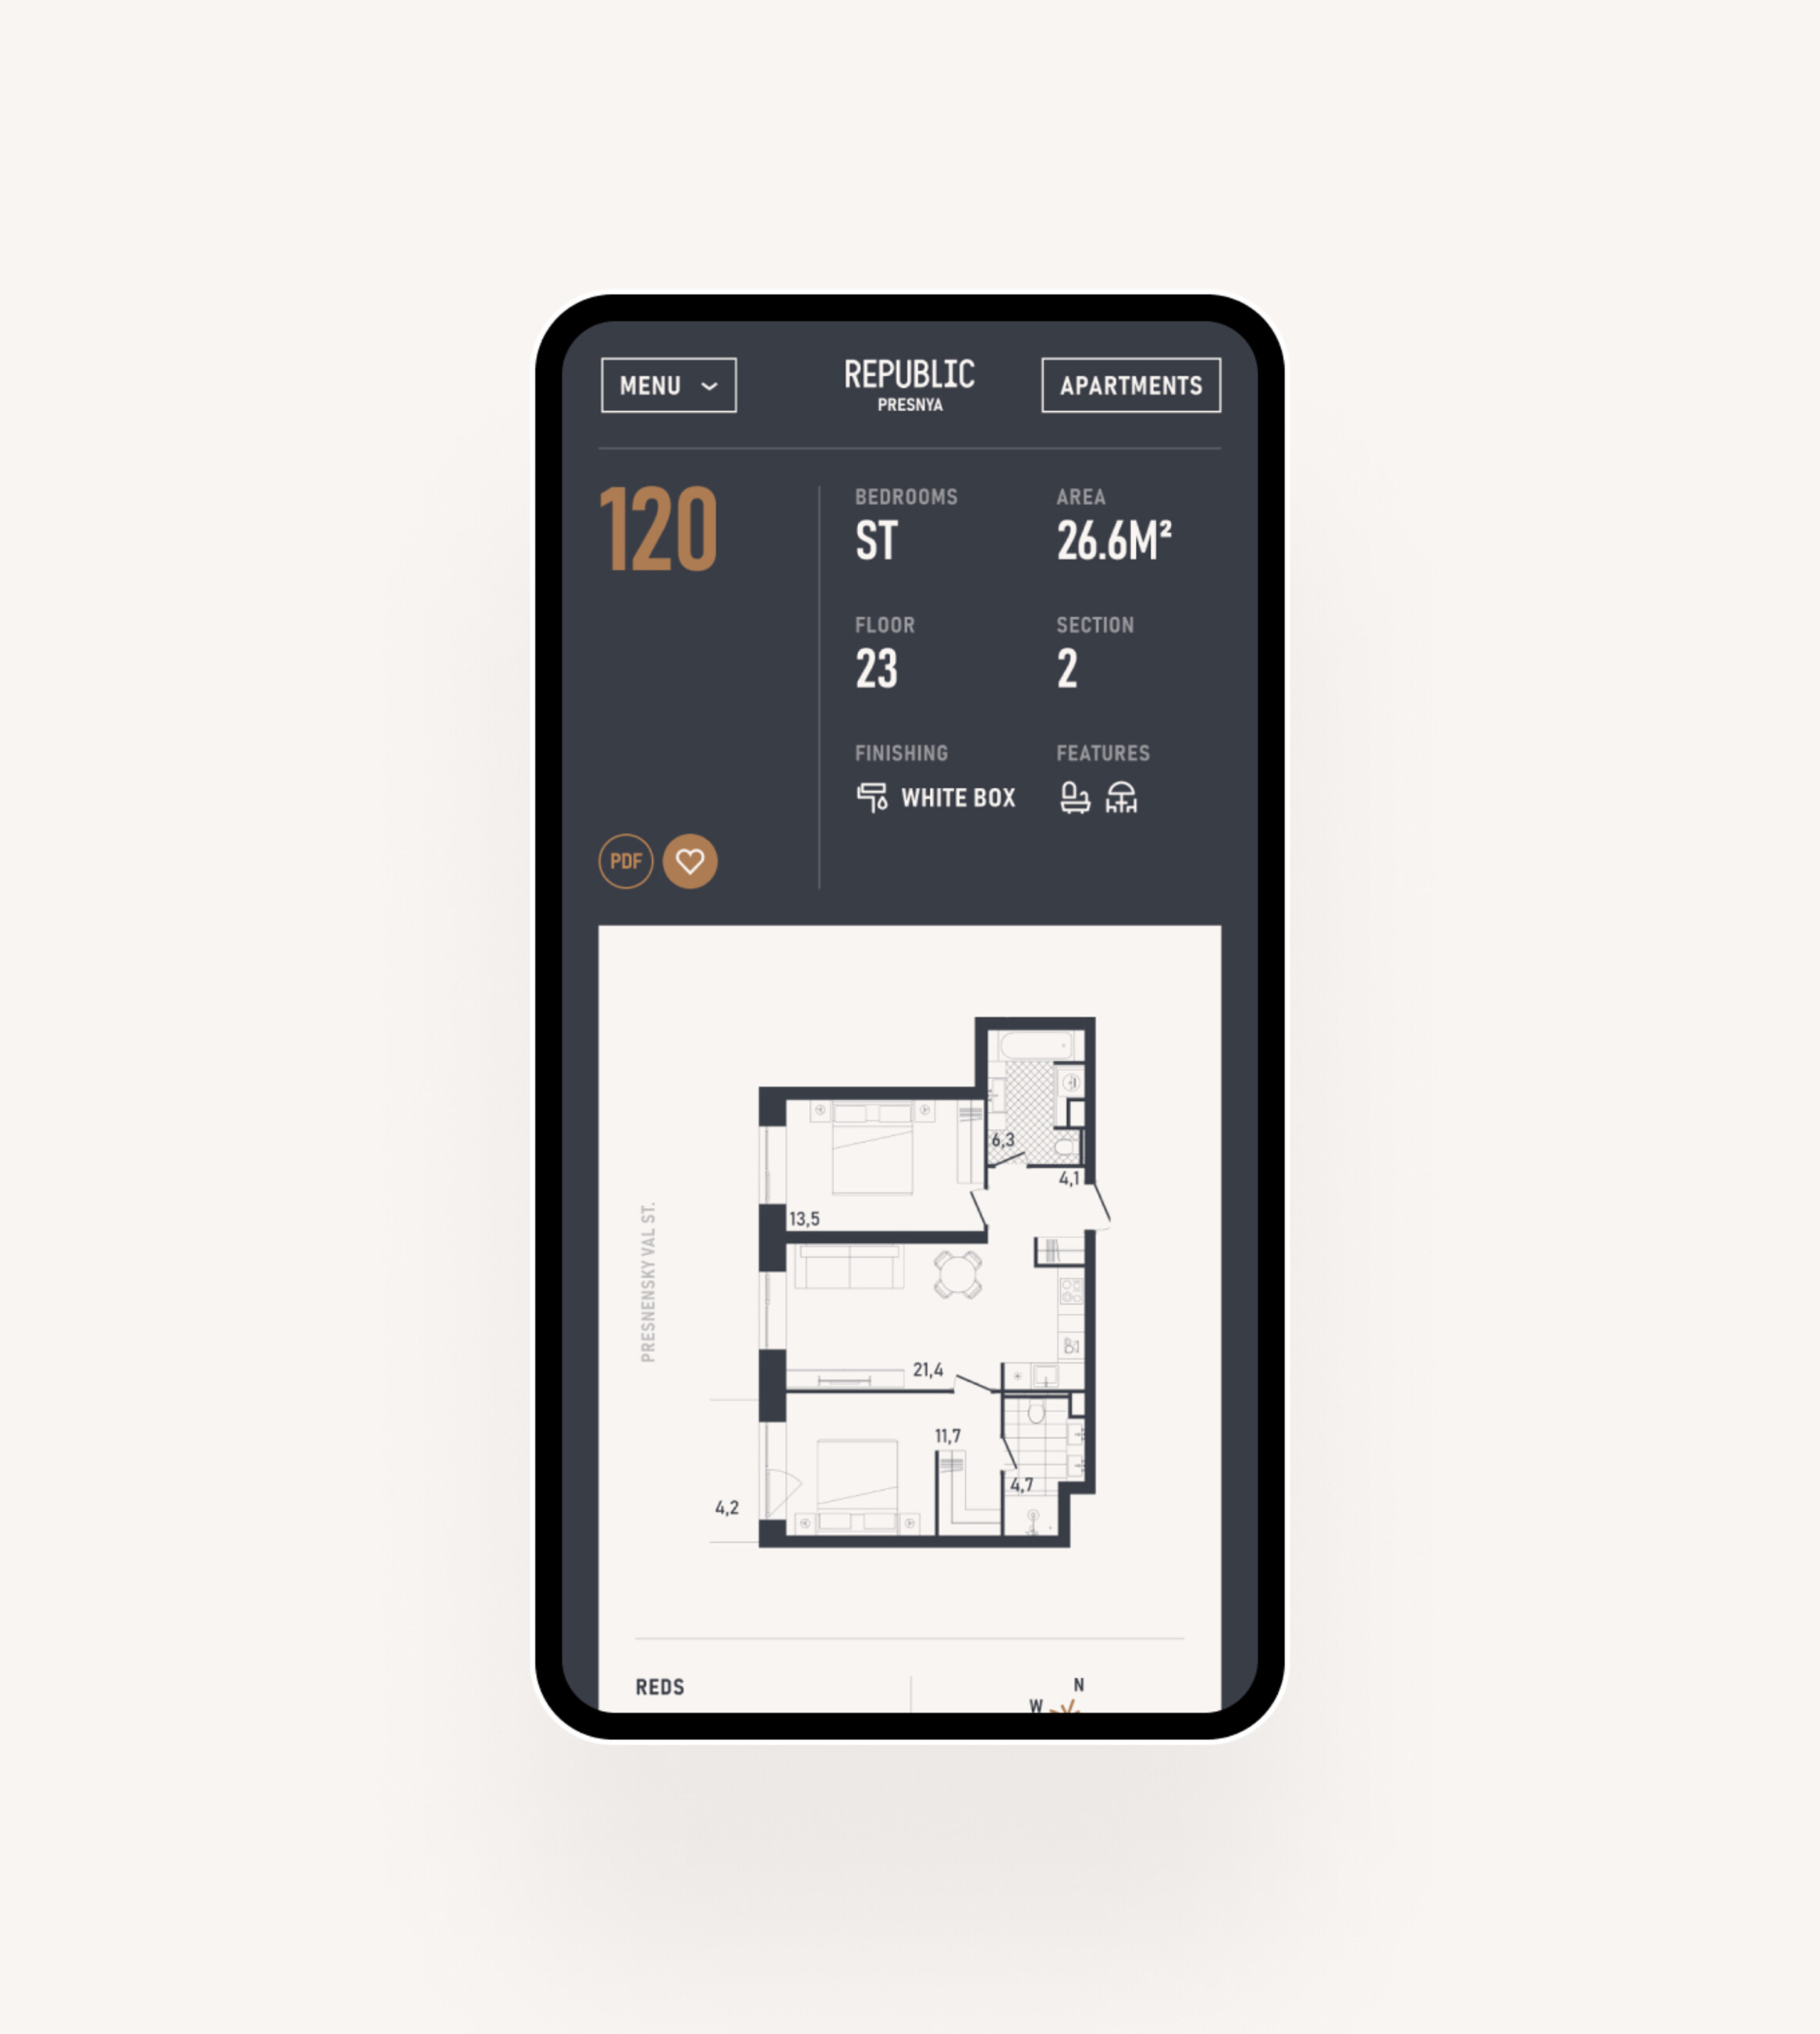 MENU
REPUBLIC
PRESNYA
APARTMENTS
120
BEDROOMS
ST
AREA
26.6M²
FLOOR
23
SECTION
2
FINISHING
WHITE BOX
FEATURES
PDF
6,3
4,1
13,5
PRESNENSKY VAL ST.
21,4
11,7
4,7
4,2
REDS
N
W